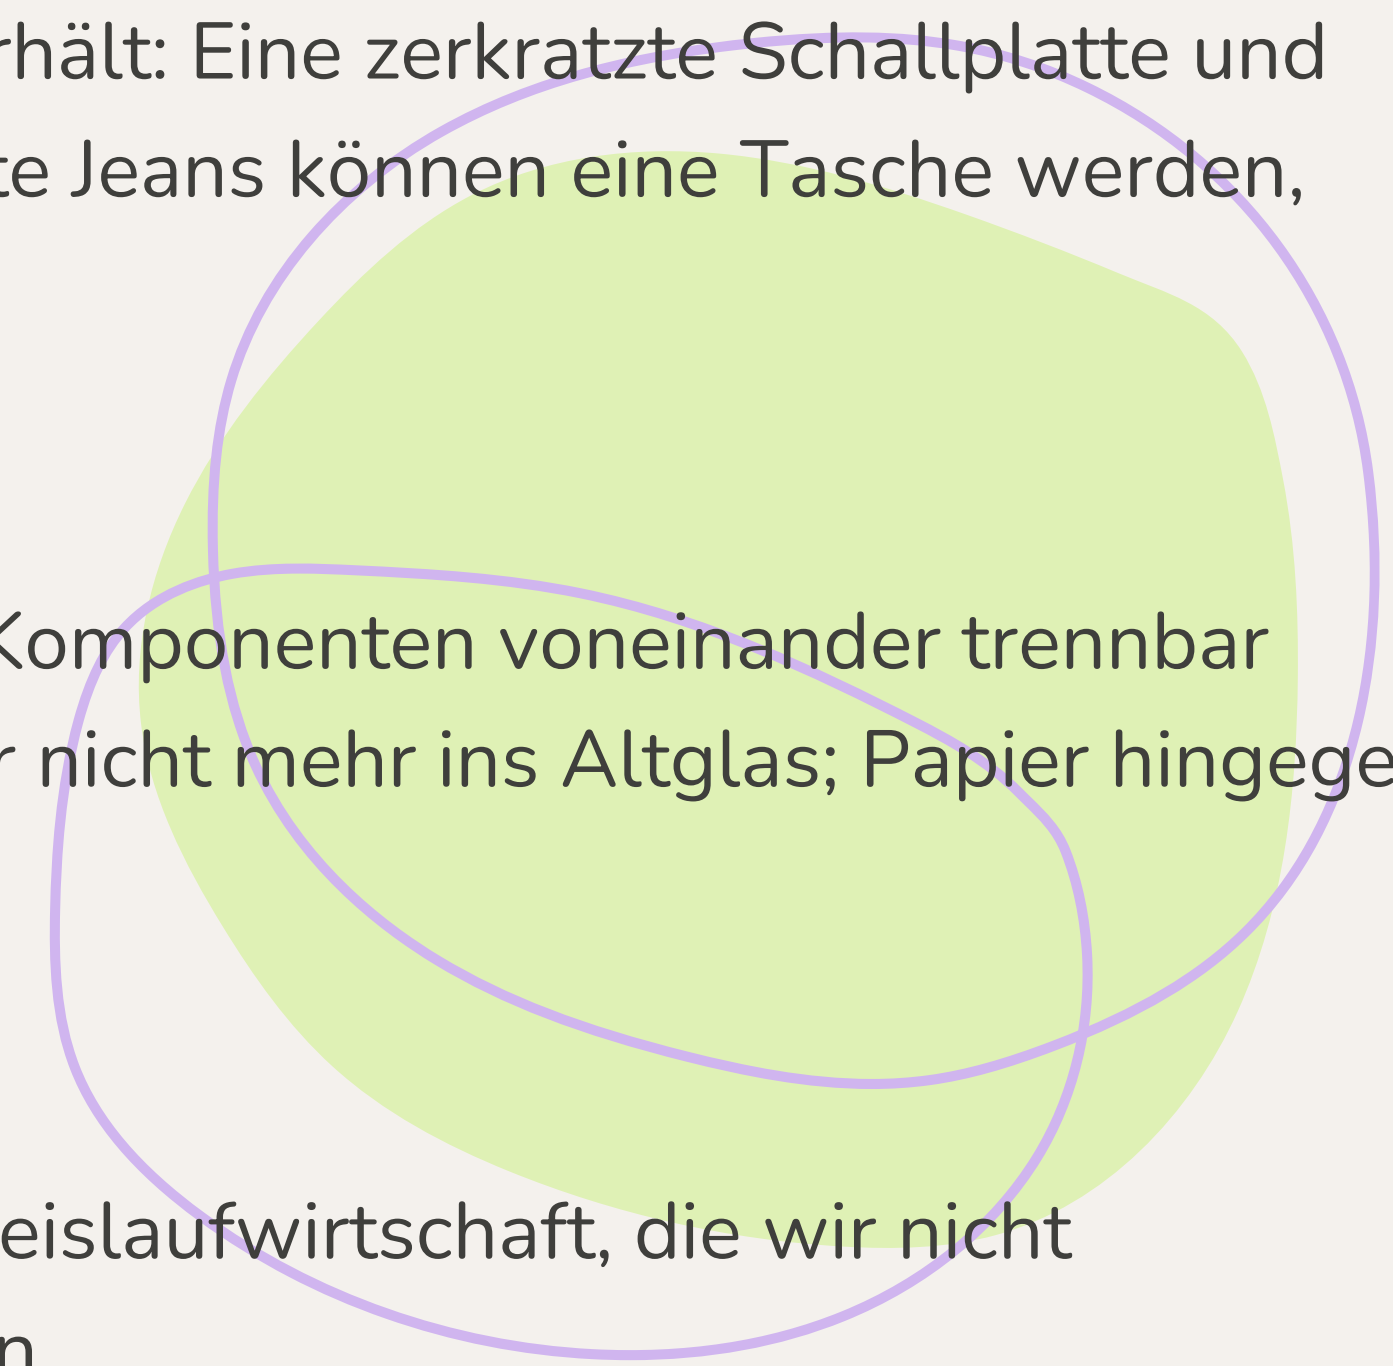 rhält: Eine zerkratzte Schallplatte und
te Jeans können eine Tasche werden,
Komponenten voneinander trennbar
r nicht mehr ins Altglas; Papier hingege
eislaufwirtschaft, die wir nicht
n